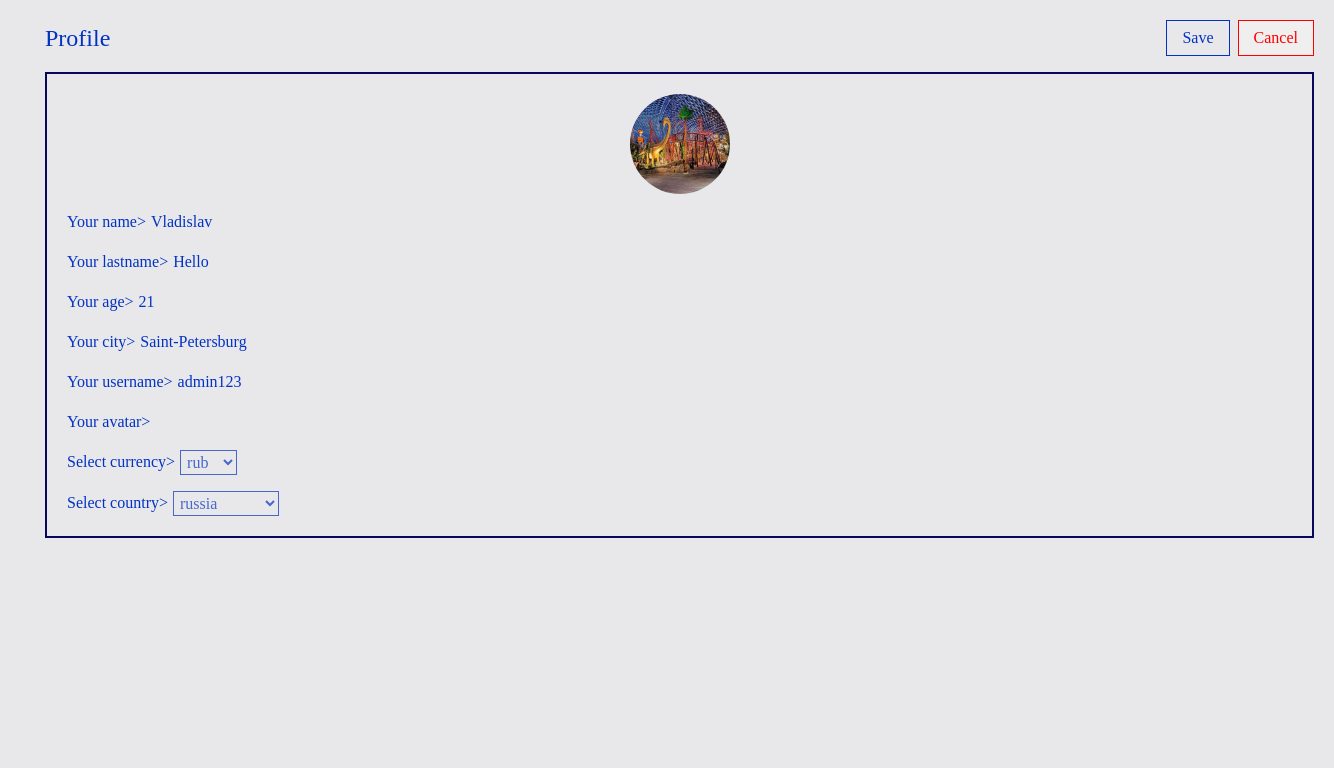 Profile
Save
Cancel
Your name> Vladislav
Your lastname> Hello
Your age> 21
Your city> Saint-Petersburg
Your username> admin123
Your avatar>
Select currency> rub
Select country> russia